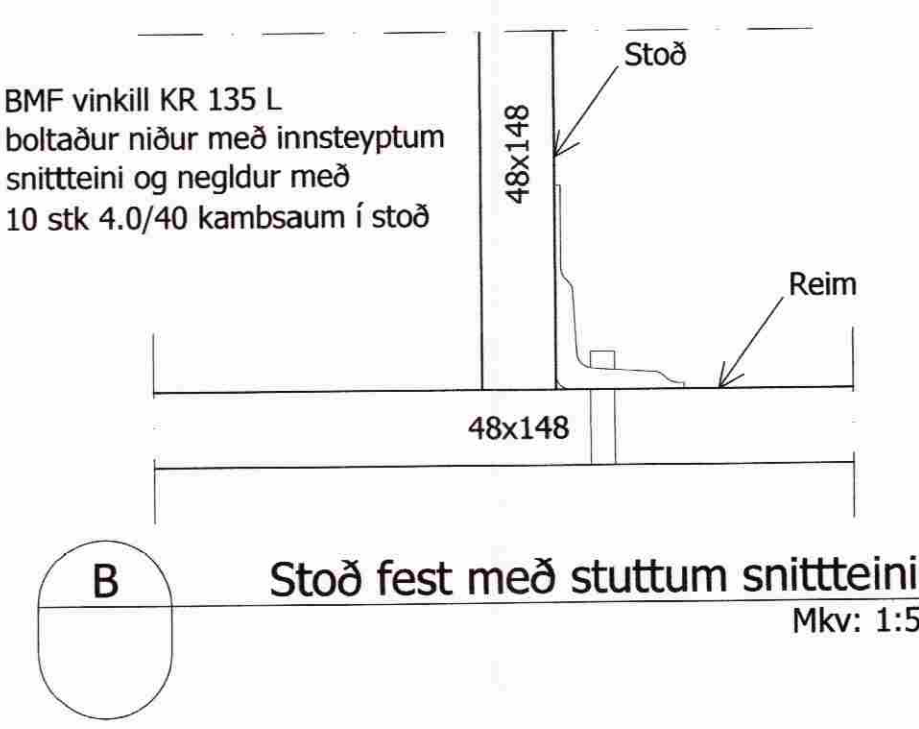 Stoð
BMF vinkill KR 135 L
boltaður niður með innsteyptum
snittteini og negldur með
10 stk 4.0/40 kambsaum í stoð
48x148
Reim
48x148
B
Stoð fest með stuttum snittteini
Mkv: 1:5